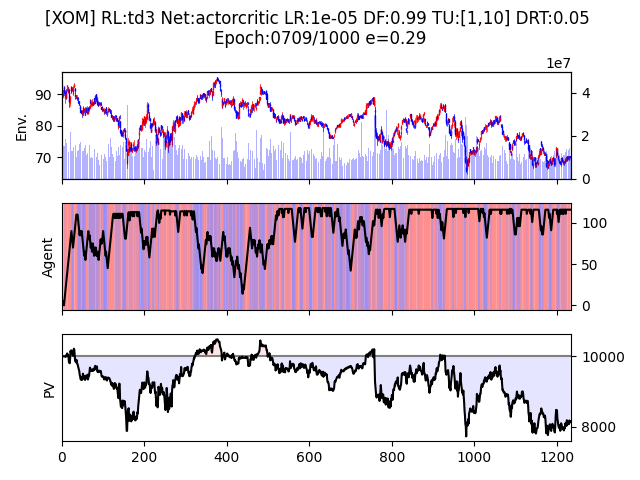 [XOM] RL:td3 Net:actorcritic LR:1e-05 DF:0.99 TU:[1,10] DRT:0.05
Epoch:0709/1000 e=0.29
1e7
Env.
90
80
70
4
2
0
Agent
100
50
0
PV
10000
8000
0 200 400 600 800 1000 1200